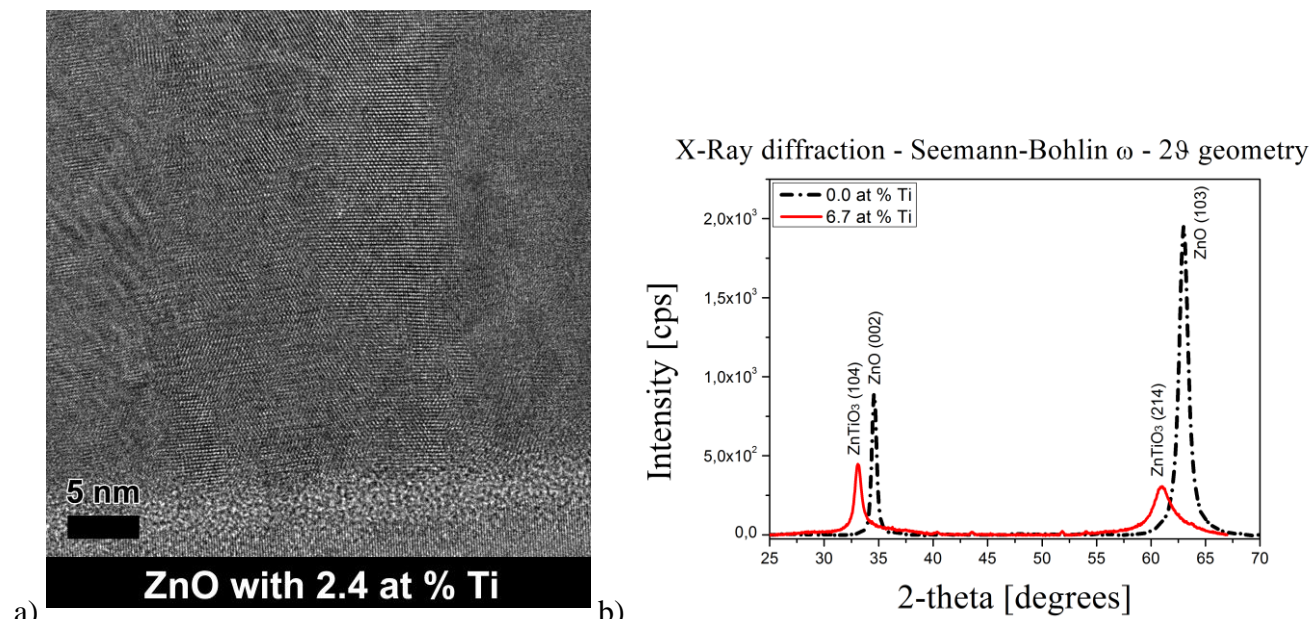 5 nm
ZnO with 2.4 at % Ti
a)
X-Ray diffraction - Seemann-Bohlin ω - 2ϑ geometry
0.0 at % Ti
6.7 at % Ti
Intensity [cps]
2,0x10³
1,5x10³
1,0x10³
5,0x10²
0,0
ZnTiO₃ (104)
ZnO (002)
ZnTiO₃ (214)
ZnO (103)
25 30 35 40 45 50 55 60 65 70
2-theta [degrees]
b)